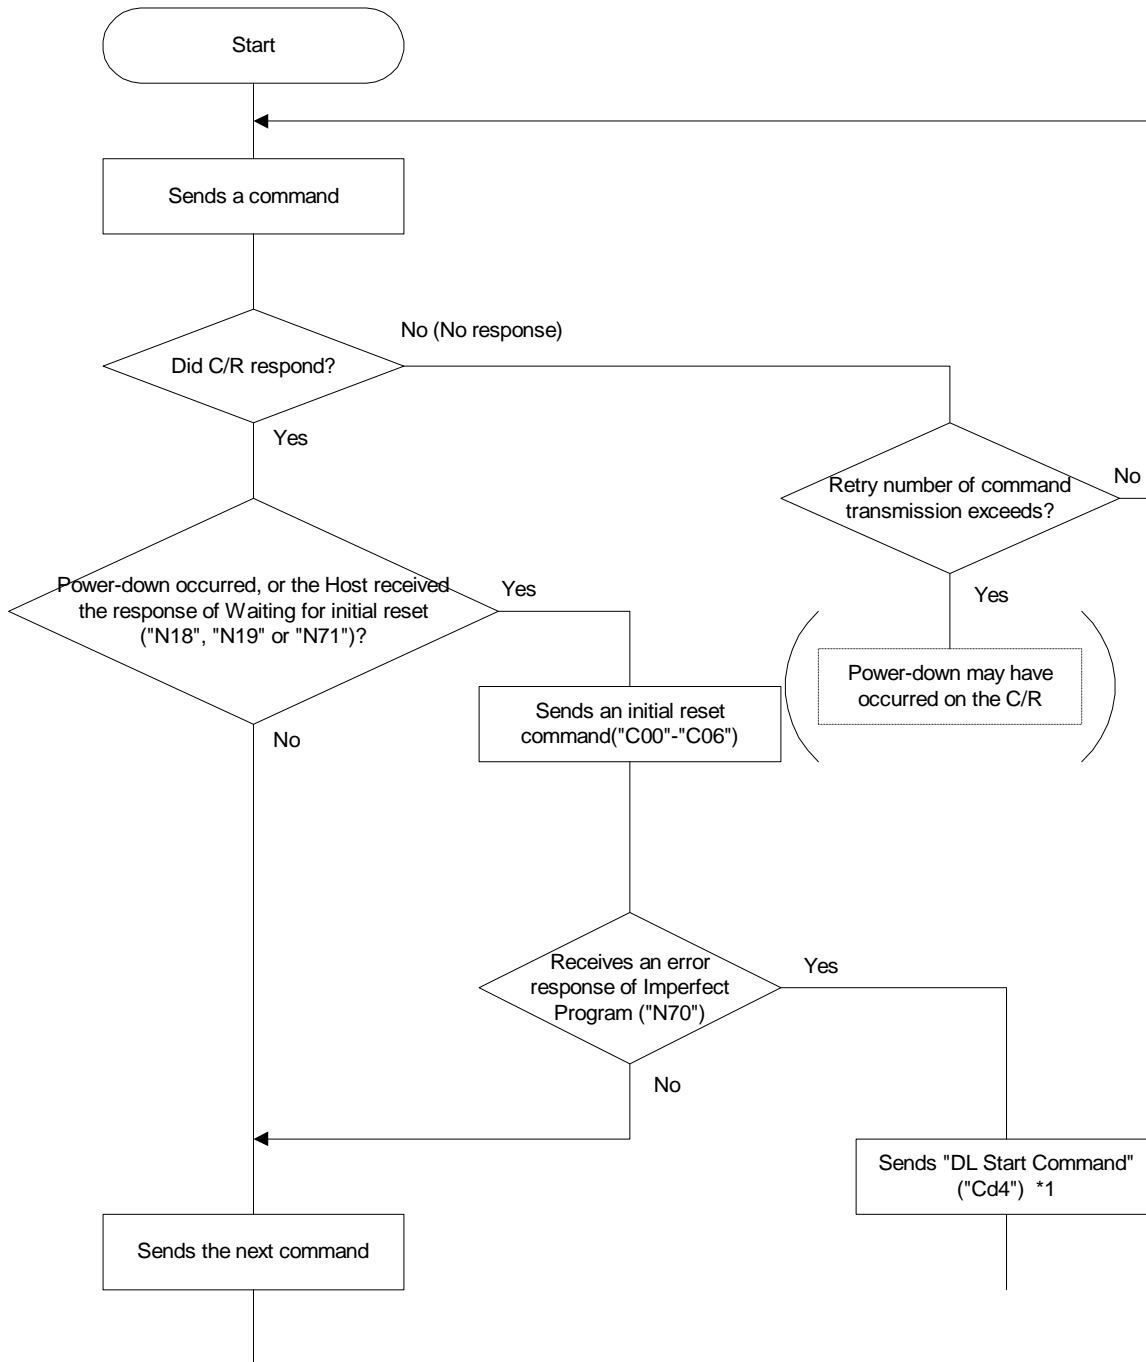 Start
Sends a command
No (No response)
Did C/R respond?
Yes
Retry number of command
transmission exceeds?
No
Power-down occurred, or the Host received
the response of Waiting for initial reset
("N18", "N19" or "N71")?
Yes
Yes
Power-down may have
occurred on the C/R
Sends an initial reset
command("C00"-"C06")
No
Receives an error
response of Imperfect
Program ("N70")
Yes
No
Sends "DL Start Command"
("Cd4") *1
Sends the next command